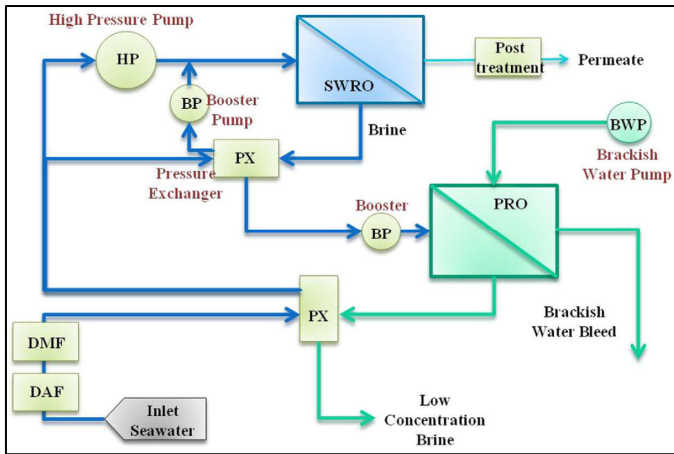 High Pressure Pump
HP
SWRO
Post
treatment
Permeate
BP
Booster
Pump
Brine
BWP
PX
Pressure
Exchanger
Brackish
Water Pump
Booster
BP
PRO
PX
Brackish
Water Bleed
DMF
DAF
Inlet
Seawater
Low
Concentration
Brine